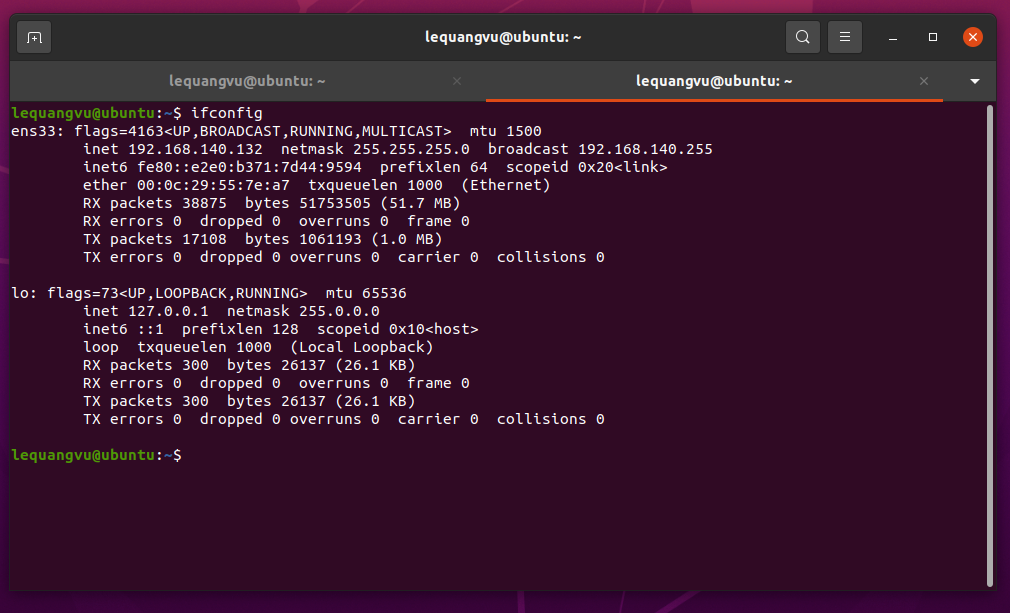 lequangvu@ubuntu: ~
lequangvu@ubuntu: ~
lequangvu@ubuntu: ~
lequangvu@ubuntu:~$ ifconfig
ens33: flags=4163<UP,BROADCAST,RUNNING,MULTICAST>  mtu 1500
        inet 192.168.140.132  netmask 255.255.255.0  broadcast 192.168.140.255
        inet6 fe80::e2e0:b371:7d44:9594  prefixlen 64  scopeid 0x20<link>
        ether 00:0c:29:55:7e:a7  txqueuelen 1000  (Ethernet)
        RX packets 38875  bytes 51753505 (51.7 MB)
        RX errors 0  dropped 0  overruns 0  frame 0
        TX packets 17108  bytes 1061193 (1.0 MB)
        TX errors 0  dropped 0 overruns 0  carrier 0  collisions 0

lo: flags=73<UP,LOOPBACK,RUNNING>  mtu 65536
        inet 127.0.0.1  netmask 255.0.0.0
        inet6 ::1  prefixlen 128  scopeid 0x10<host>
        loop  txqueuelen 1000  (Local Loopback)
        RX packets 300  bytes 26137 (26.1 KB)
        RX errors 0  dropped 0  overruns 0  frame 0
        TX packets 300  bytes 26137 (26.1 KB)
        TX errors 0  dropped 0 overruns 0  carrier 0  collisions 0

lequangvu@ubuntu:~$